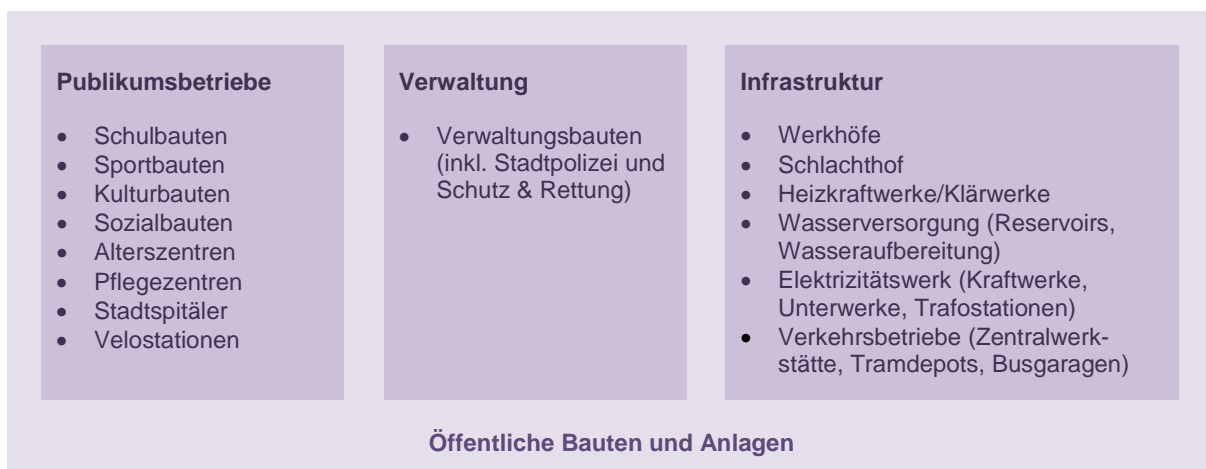 Publikumsbetriebe
• Schulbauten
• Sportbauten
• Kulturbauten
• Sozialbauten
• Alterszentren
• Pflegezentren
• Stadtspitäler
• Velostationen
Verwaltung
• Verwaltungsbauten
(inkl. Stadtpolizei und
Schutz & Rettung)
Infrastruktur
• Werkhöfe
• Schlachthof
• Heizkraftwerke/Klärwerke
• Wasserversorgung (Reservoirs,
Wasseraufbereitung)
• Elektrizitätswerk (Kraftwerke,
Unterwerke, Trafostationen)
• Verkehrsbetriebe (Zentralwerk-
stätte, Tramdepots, Busgaragen)
Öffentliche Bauten und Anlagen